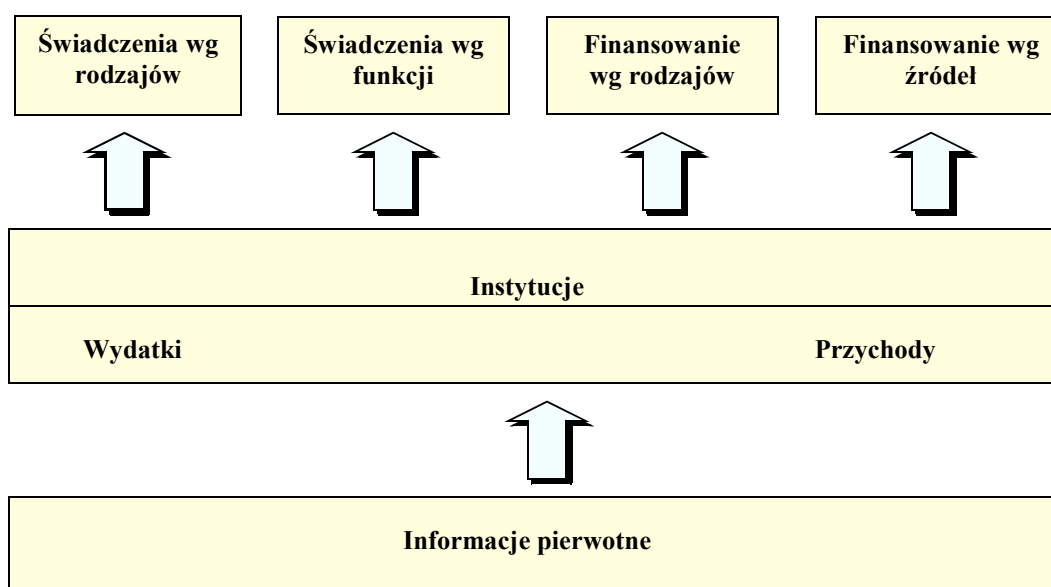 Świadczenia wg
rodzajów
Świadczenia wg
funkcji
Finansowanie
wg rodzajów
Finansowanie wg
źródeł
Instytucje
Wydatki
Przychody
Informacje pierwotne